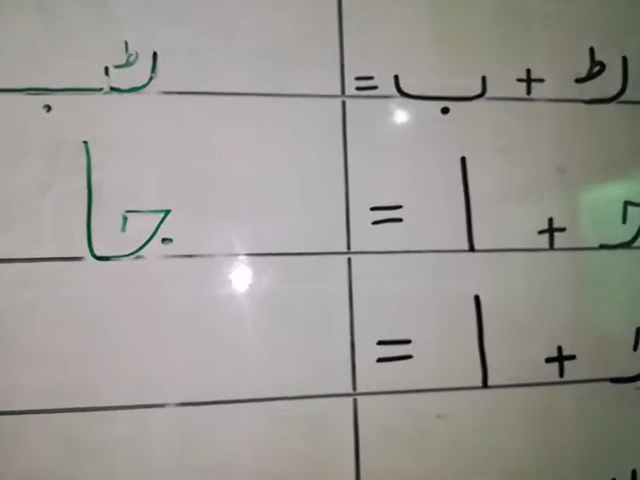 ٹ + ب = ٹب
+ ا = جا
+ ا =